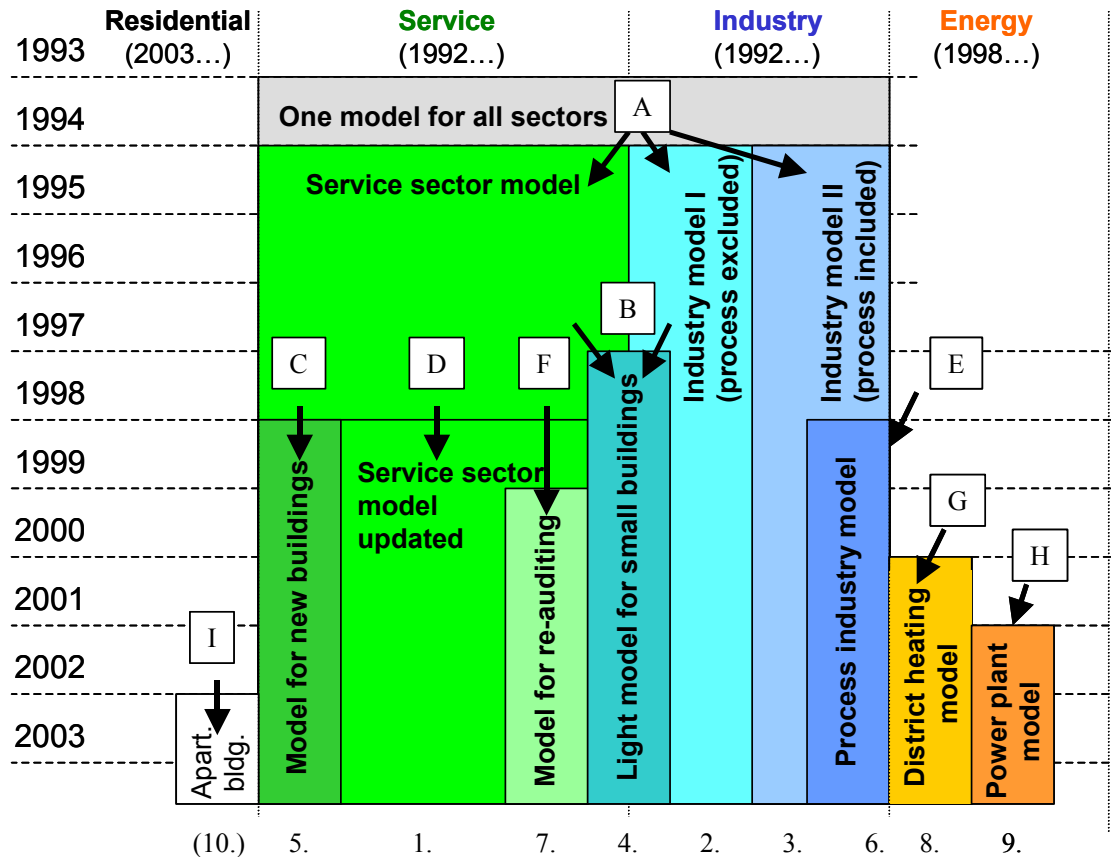 Residential
Service
Industry
Energy
1993
(2003…)
(1992…)
(1992…)
(1998…)
1994
One model for all sectors
A
1995
Service sector model
Industry model I
(process excluded)
Industry model II
(process included)
1996
1997
B
C
D
F
E
1998
1999
Service sector
model
updated
Model for new buildings
Model for re-auditing
Light model for small buildings
Process industry model
2000
G
2001
H
District heating
model
Power plant
model
I
2002
2003
Apart.
bldg.
(10.)
5.
1.
7.
4.
2.
3.
6.
8.
9.